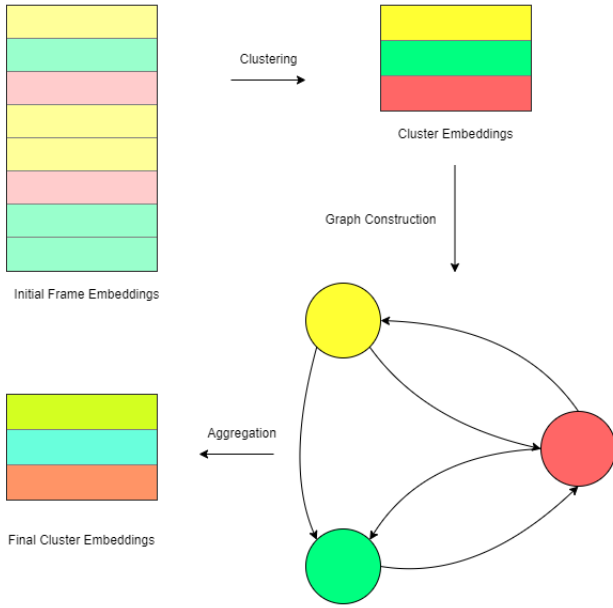 Clustering
Cluster Embeddings
Graph Construction
Initial Frame Embeddings
Aggregation
Final Cluster Embeddings